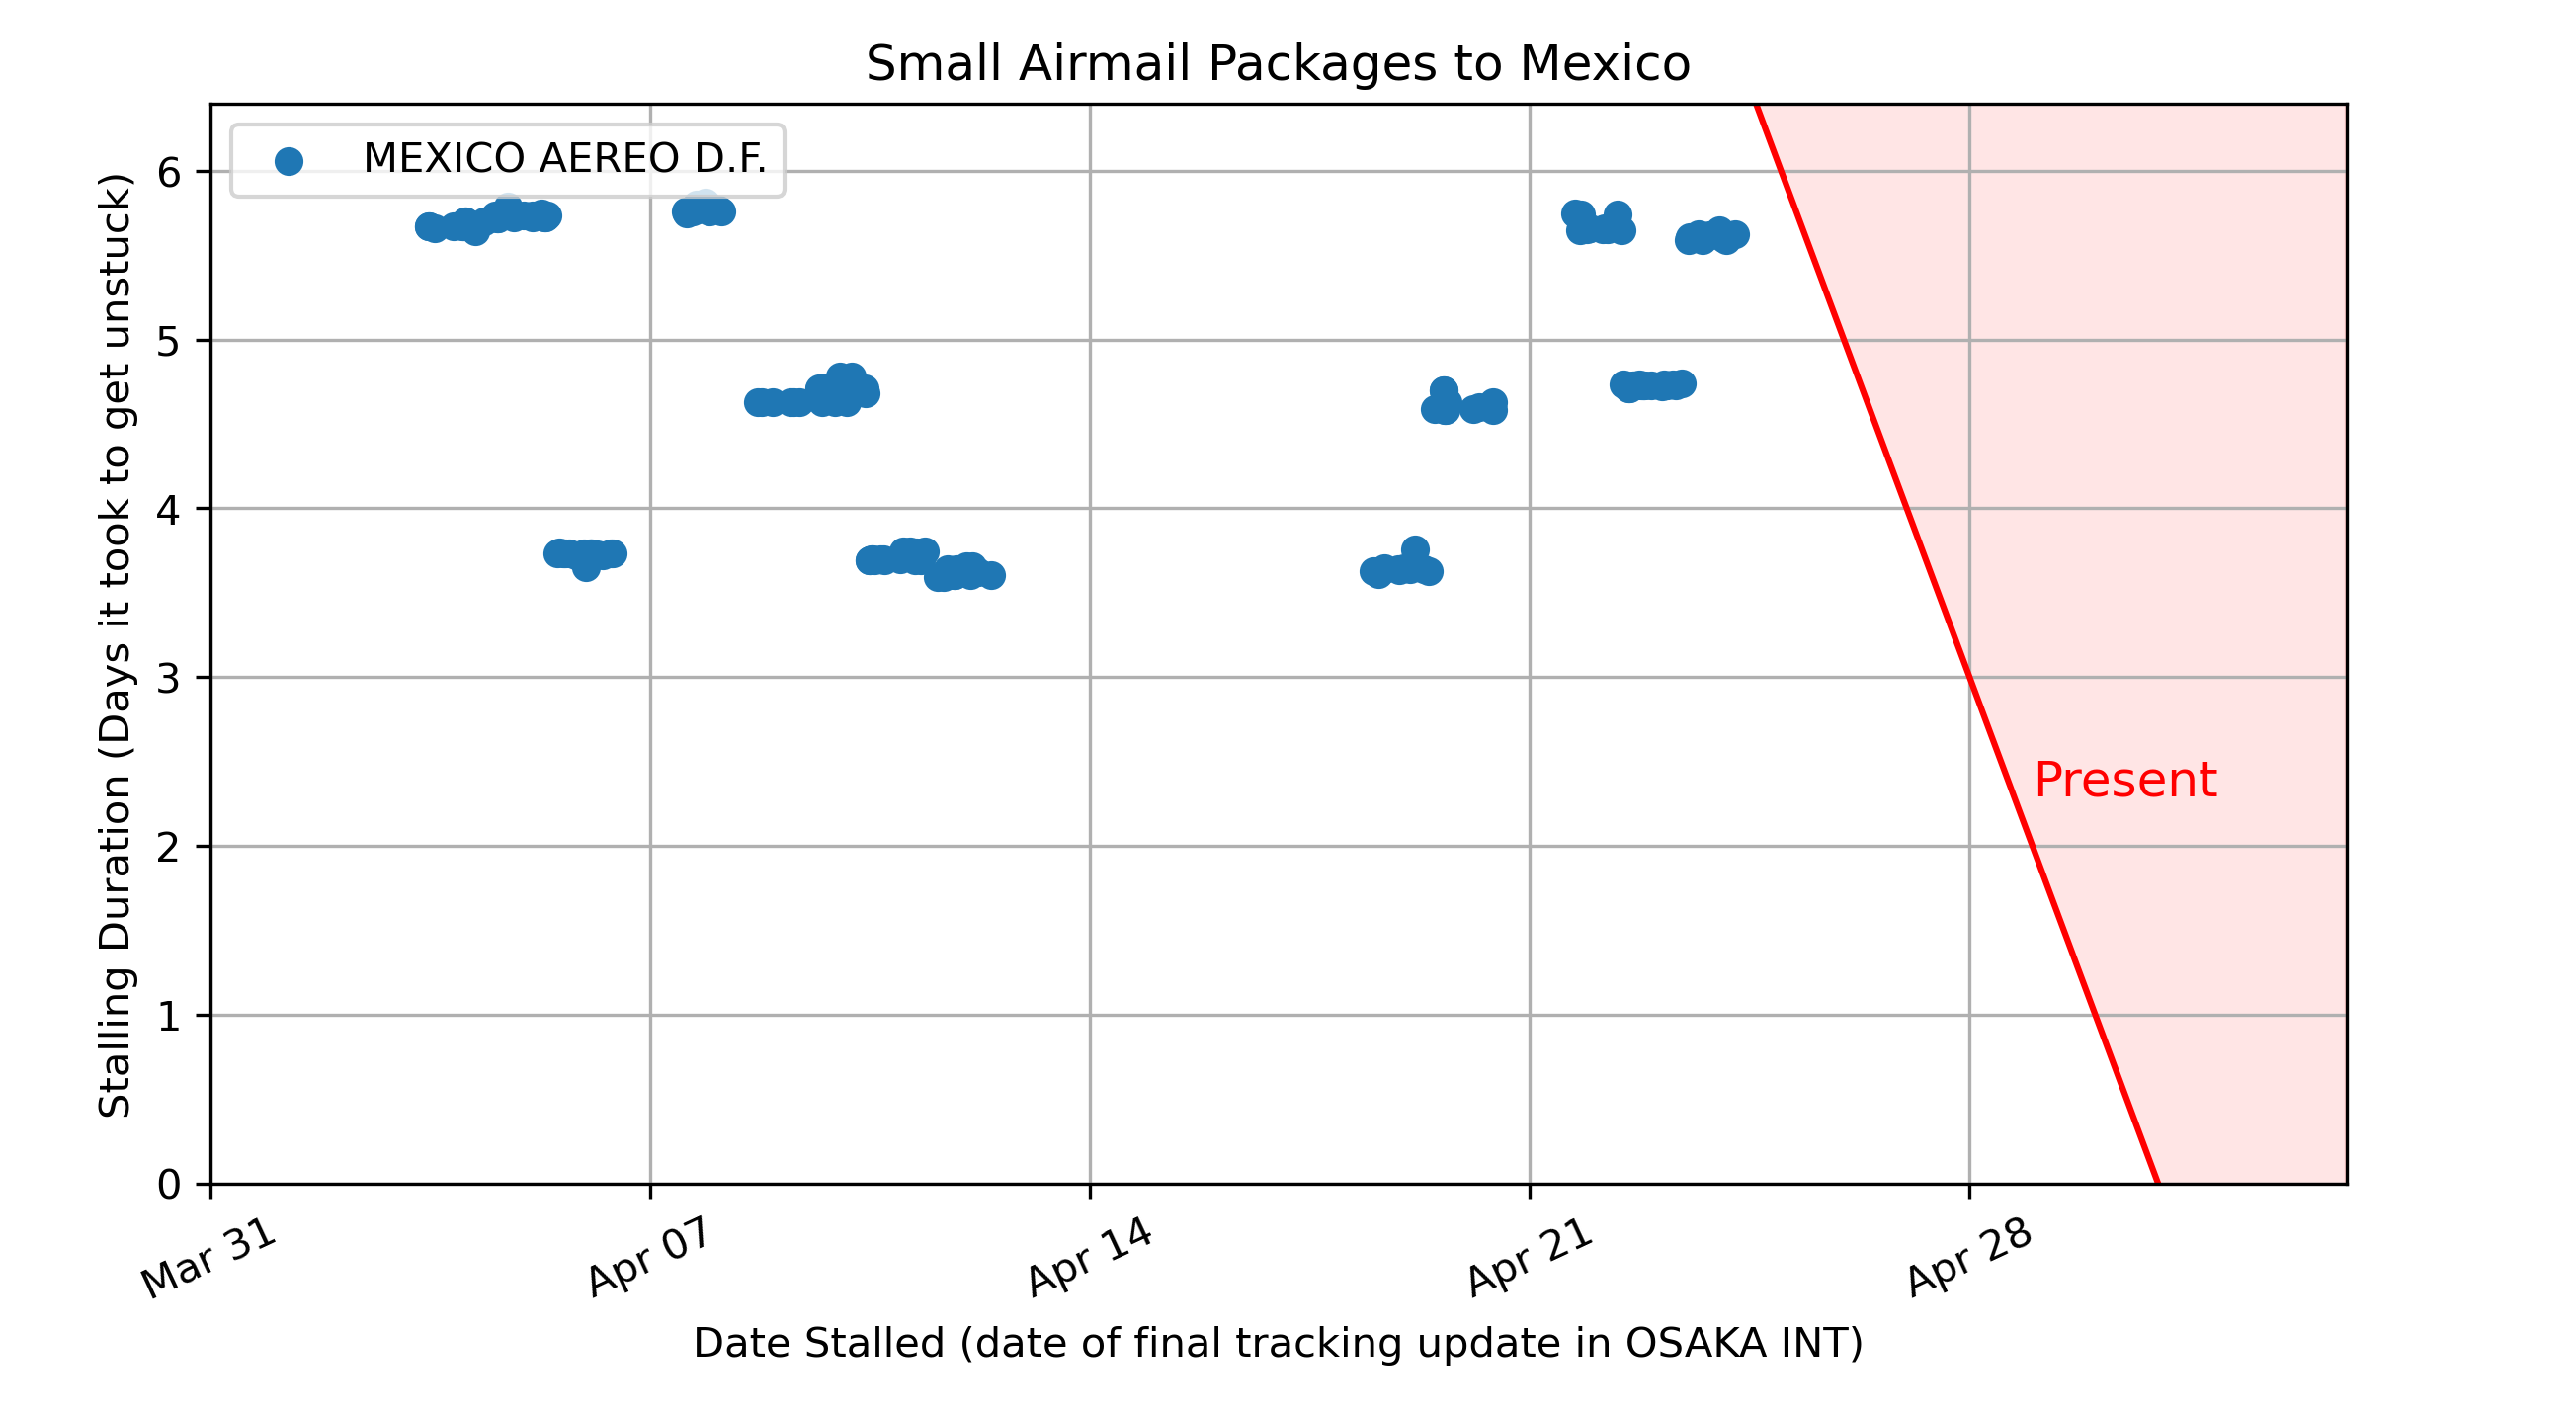 Small Airmail Packages to Mexico
MEXICO AEREO D.F.
Stalling Duration (Days it took to get unstuck)
6
5
4
3
2
1
0
Present
Mar 31
Apr 07
Apr 14
Apr 21
Apr 28
Date Stalled (date of final tracking update in OSAKA INT)